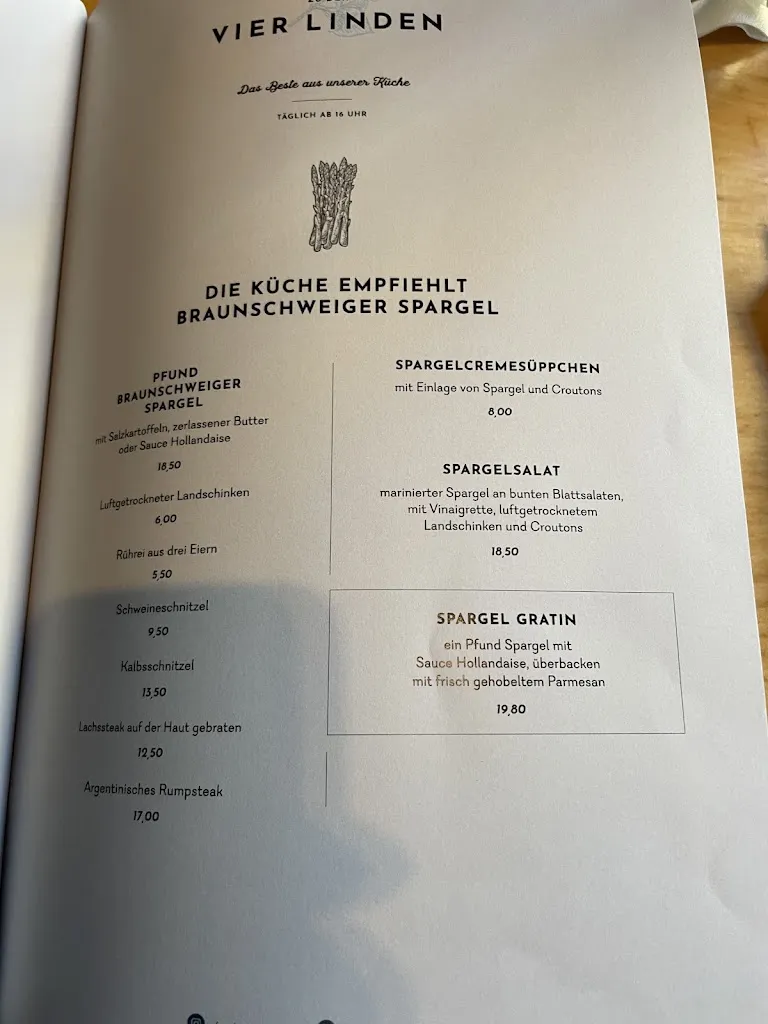 VIER LINDEN
Das Beste aus unserer Küche
TÄGLICH AB 16 UHR
DIE KÜCHE EMPFIEHLT
BRAUNSCHWEIGER SPARGEL
PFUND
BRAUNSCHWEIGER
SPARGEL
mit Salzkartoffeln, zerlassener Butter
oder Sauce Hollandaise
18,50
Luftgetrockneter Landschinken
6,00
Rührei aus drei Eiern
5,50
Schweineschnitzel
9,50
Kalbsschnitzel
13,50
Lachssteak auf der Haut gebraten
12,50
Argentinisches Rumpsteak
17,00
SPARGELCREMESÜPPCHEN
mit Einlage von Spargel und Croutons
8,00
SPARGELSALAT
marinierter Spargel an bunten Blattsalaten,
mit Vinaigrette, luftgetrocknetem
Landschinken und Croutons
18,50
SPARGEL GRATIN
ein Pfund Spargel mit
Sauce Hollandaise, überbacken
mit frisch gehobeltem Parmesan
19,80